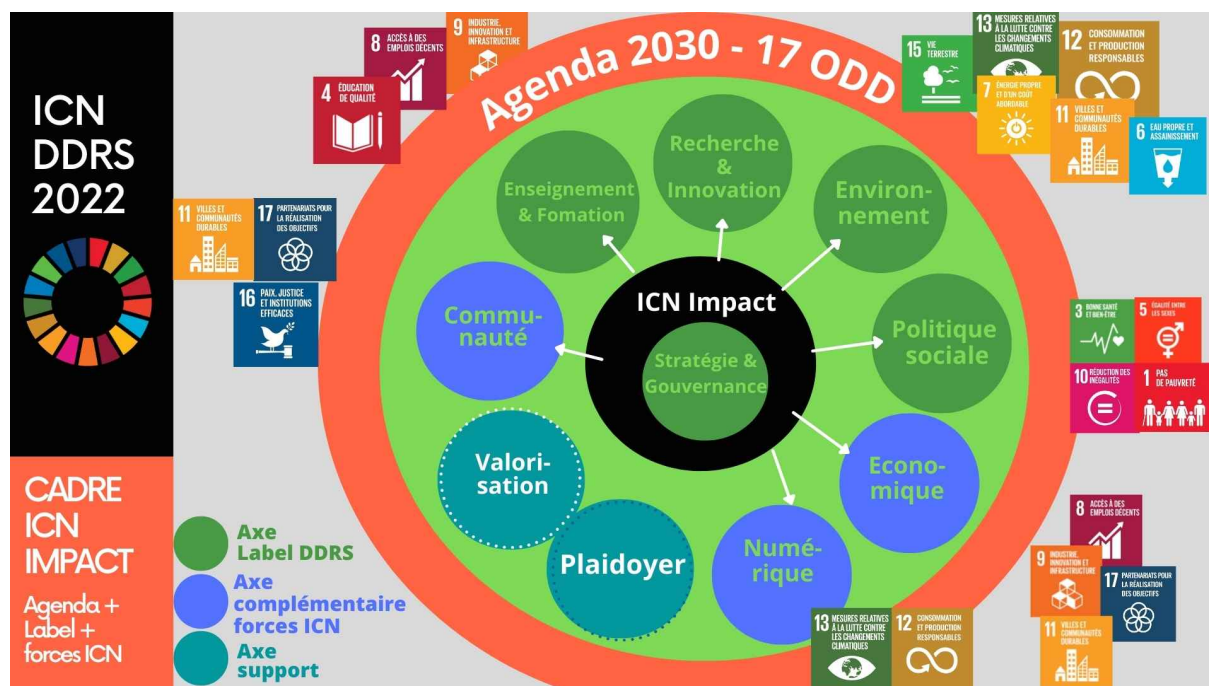 ICN
DDRS
2022
CADRE
ICN
IMPACT
Agenda +
Label +
forces ICN
Agenda 2030 - 17 ODD
4 ÉDUCATION
DE QUALITÉ
8 ACCÈS À DES
EMPLOIS DÉCENTS
9 INDUSTRIE,
INNOVATION ET
INFRASTRUCTURE
15 VIE
TERRESTRE
13 MESURES RELATIVES
À LA LUTTE CONTRE
LES CHANGEMENTS
CLIMATIQUES
12 CONSOMMATION
ET PRODUCTION
RESPONSABLES
7 ÉNERGIE PROPRE
ET D'UN COÛT
ABORDABLE
11 VILLES ET
COMMUNAUTÉS
DURABLES
6 EAU PROPRE ET
ASSAINISSEMENT
11 VILLES ET
COMMUNAUTÉS
DURABLES
17 PARTENARIATS POUR
LA RÉALISATION
DES OBJECTIFS
16 PAIX, JUSTICE
ET INSTITUTIONS
EFFICACES
Enseignement
& Fomation
Recherche
&
Innovation
Environ-
nement
ICN Impact
Stratégie &
Gouvernance
Commu-
nauté
Politique
sociale
3 BONNE SANTÉ
ET BIEN-ÊTRE
5 ÉGALITÉ ENTRE
LES SEXES
10 RÉDUCTION DES
INÉGALITÉS
1 PAS
DE PAUVRETÉ
Valori-
sation
Econo-
mique
Plaidoyer
Numé-
rique
8 ACCÈS À DES
EMPLOIS DÉCENTS
9 INDUSTRIE,
INNOVATION ET
INFRASTRUCTURE
17 PARTENARIATS POUR
LA RÉALISATION
DES OBJECTIFS
11 VILLES ET
COMMUNAUTÉS
DURABLES
13 MESURES RELATIVES
À LA LUTTE CONTRE
LES CHANGEMENTS
CLIMATIQUES
12 CONSOMMATION
ET PRODUCTION
RESPONSABLES
Axe
Label DDRS
Axe
complémentaire
forces ICN
Axe
support